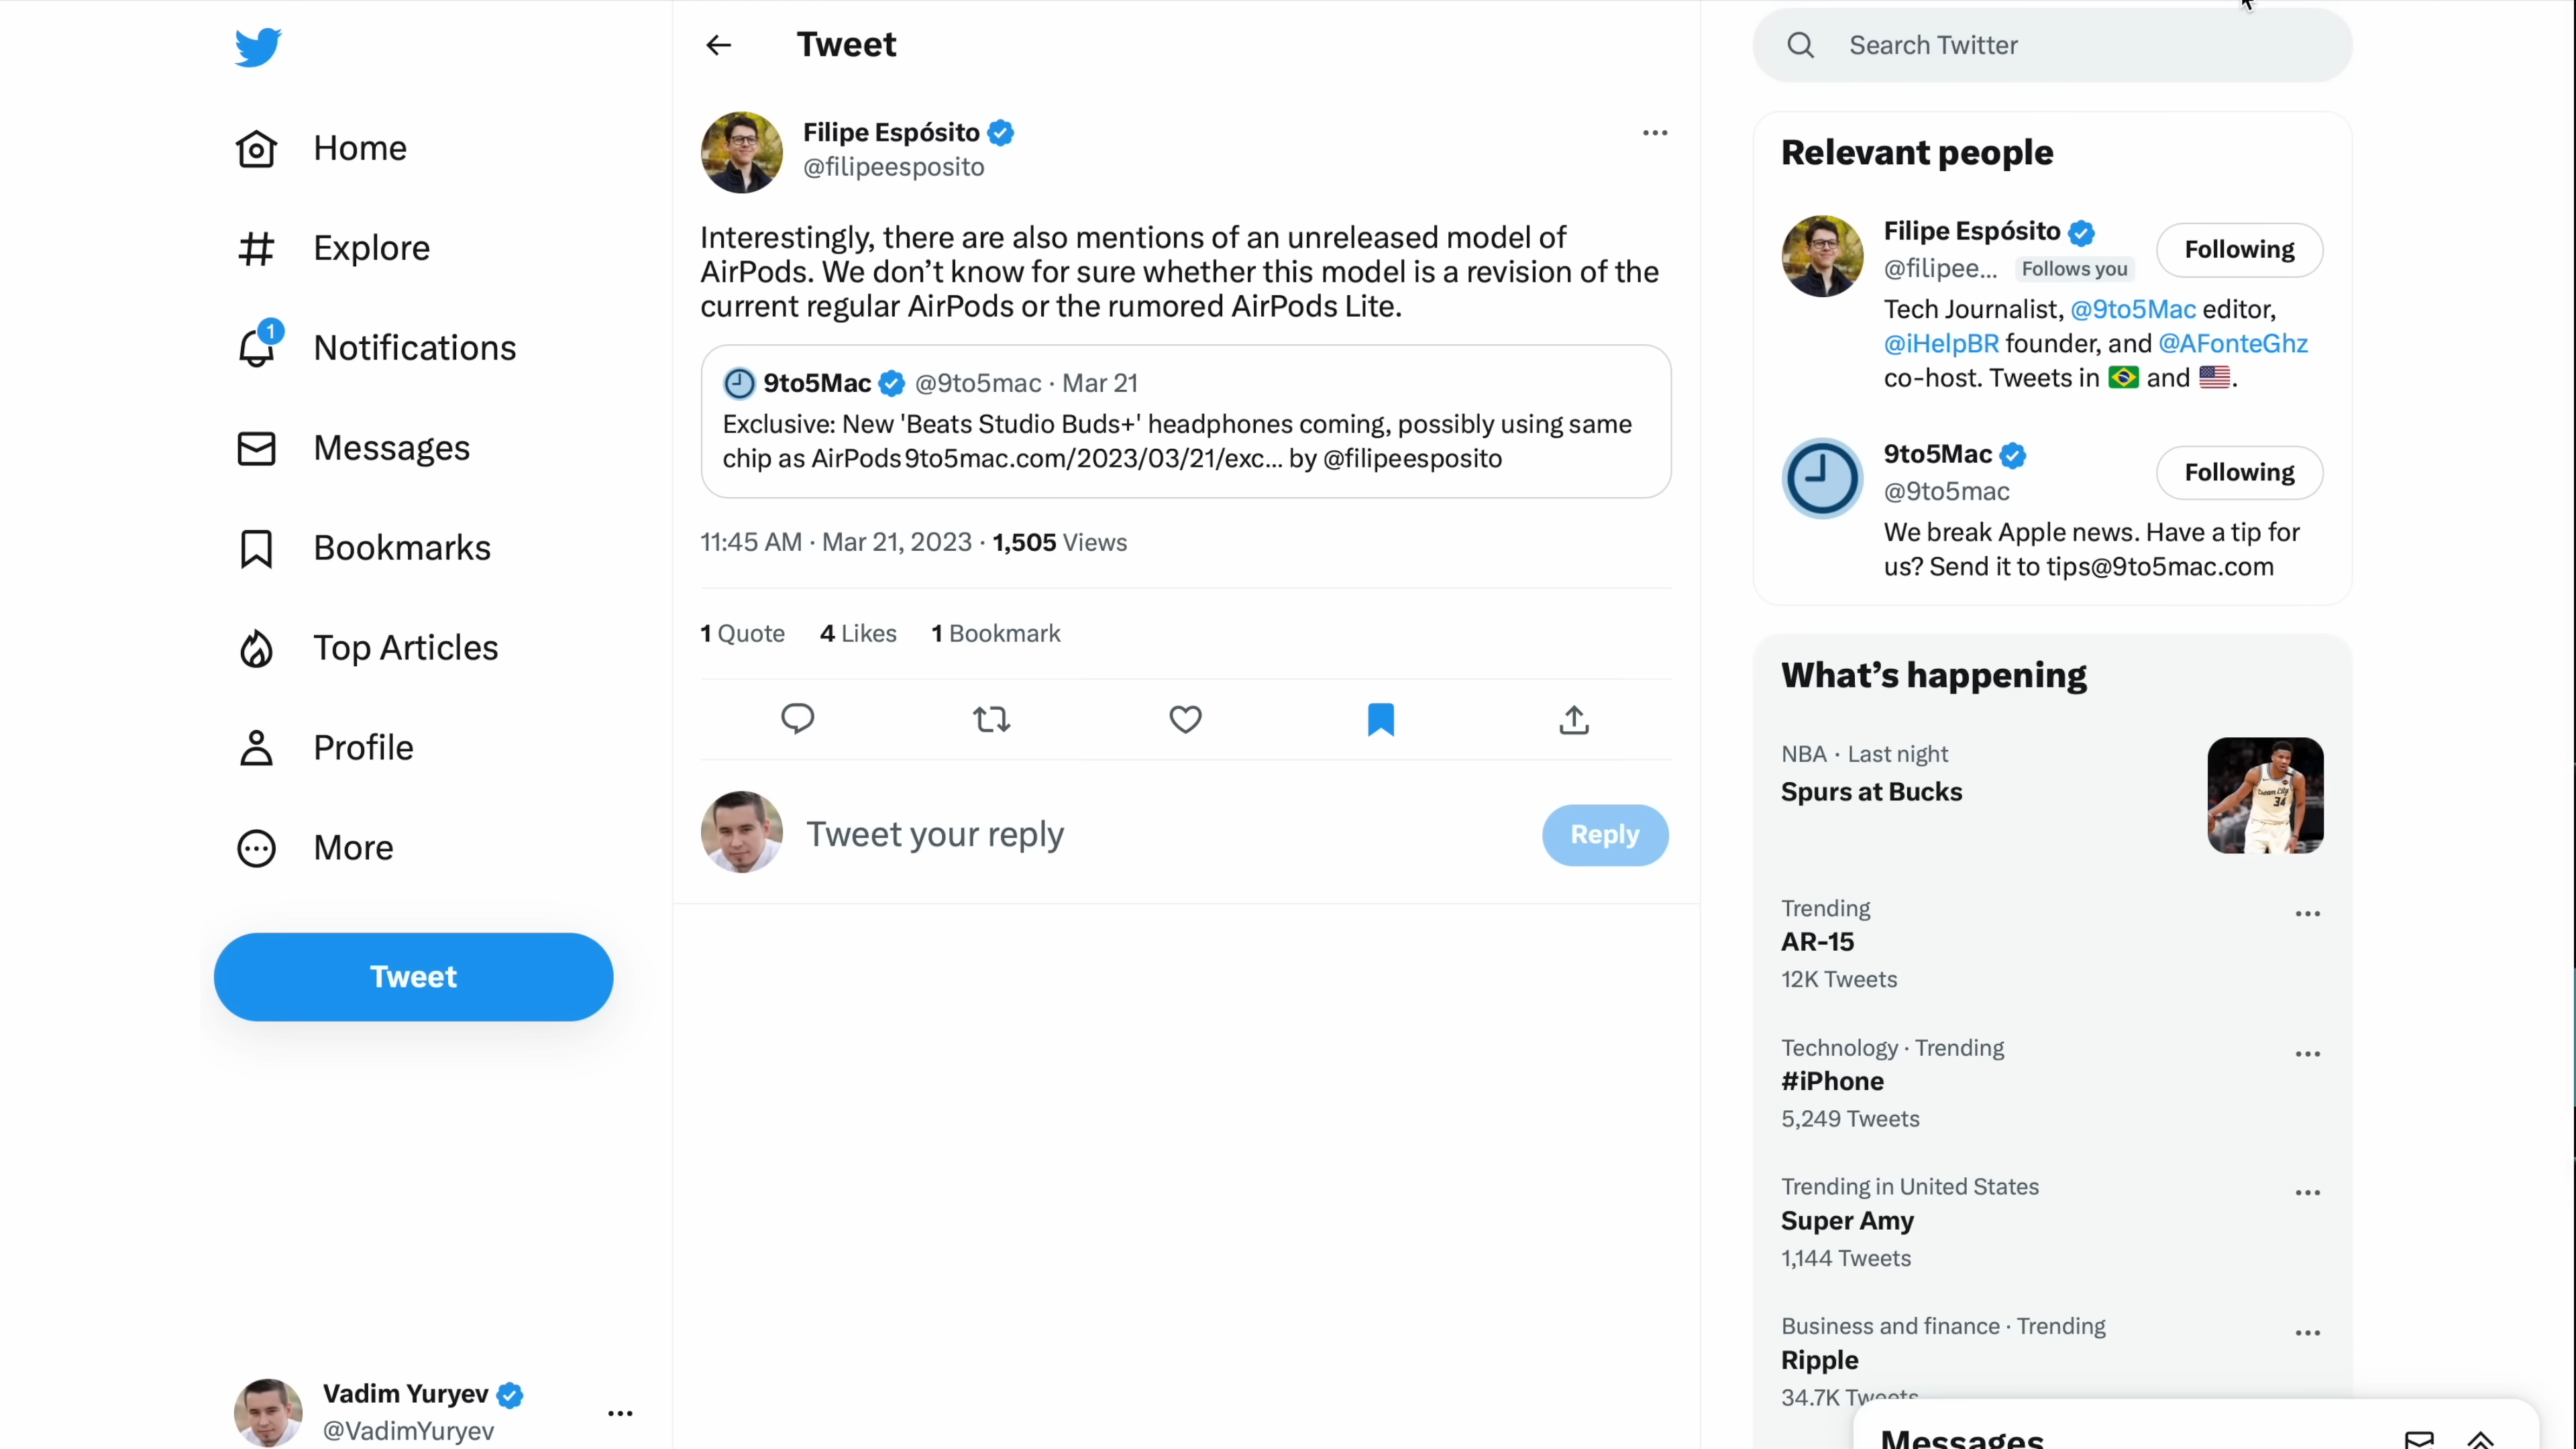 Home
Explore
1
Notifications
Messages
Bookmarks
Top Articles
Profile
More
Tweet
Vadim Yuryev
@VadimYuryev
Tweet
Filipe Espósito
@filipeesposito
Interestingly, there are also mentions of an unreleased model of
AirPods. We don’t know for sure whether this model is a revision of the
current regular AirPods or the rumored AirPods Lite.
9to5Mac @9to5mac · Mar 21
Exclusive: New 'Beats Studio Buds+' headphones coming, possibly using same
chip as AirPods 9to5mac.com/2023/03/21/exc... by @filipeesposito
11:45 AM · Mar 21, 2023 · 1,505 Views
1 Quote 4 Likes 1 Bookmark
Tweet your reply
Reply
Search Twitter
Relevant people
Filipe Espósito
@filipee... Follows you
Following
Tech Journalist, @9to5Mac editor,
@iHelpBR founder, and @AFonteGhz
co-host. Tweets in 🇧🇷 and 🇺🇸.
9to5Mac
@9to5mac
Following
We break Apple news. Have a tip for
us? Send it to tips@9to5mac.com
What’s happening
NBA · Last night
Spurs at Bucks
34
Trending
AR-15
12K Tweets
Technology · Trending
#iPhone
5,249 Tweets
Trending in United States
Super Amy
1,144 Tweets
Business and finance · Trending
Ripple
34.7K Tweets
Messages